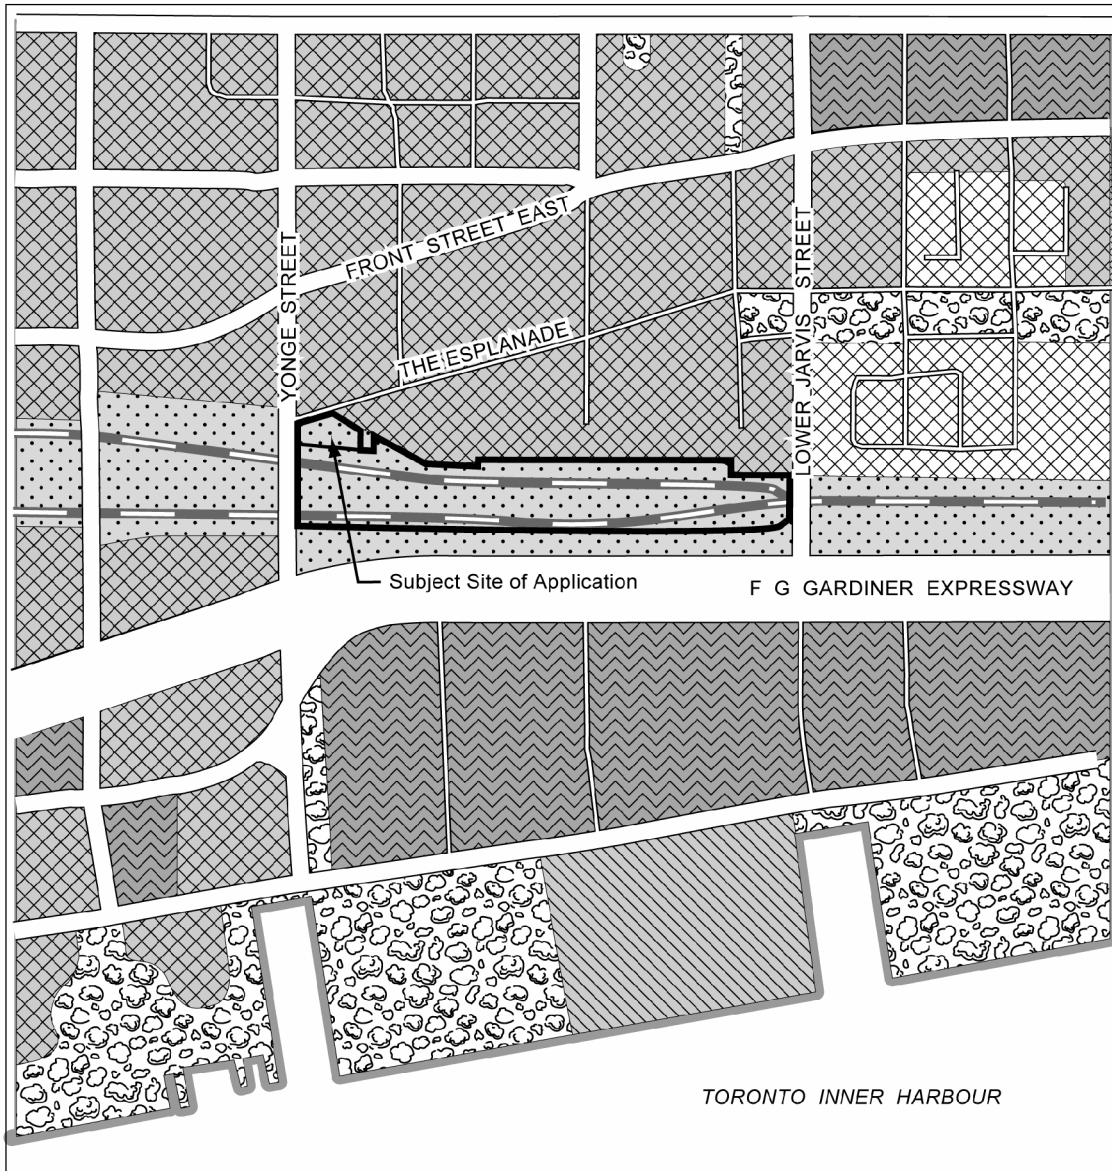 FRONT STREET EAST
YONGE STREET
LOWER JARVIS STREET
THE ESPLANADE
Subject Site of Application
F G GARDINER EXPRESSWAY
TORONTO INNER HARBOUR